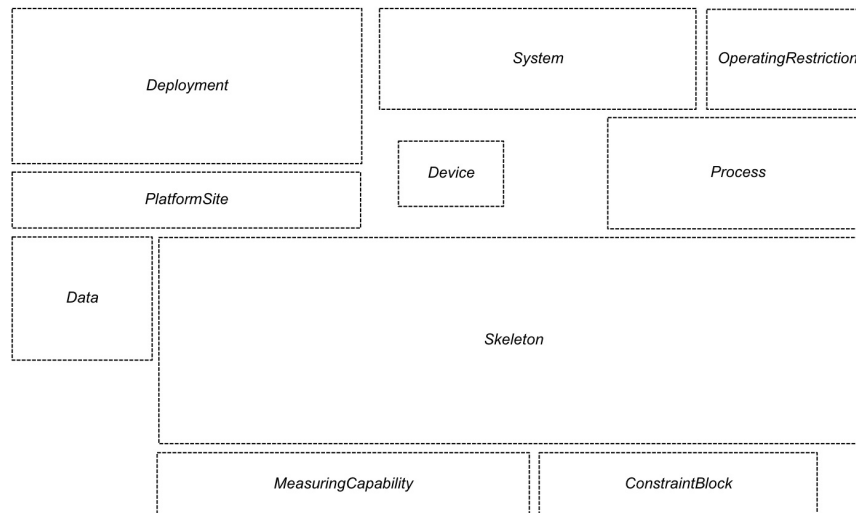 Deployment
System
OperatingRestriction
PlatformSite
Device
Process
Data
Skeleton
MeasuringCapability
ConstraintBlock